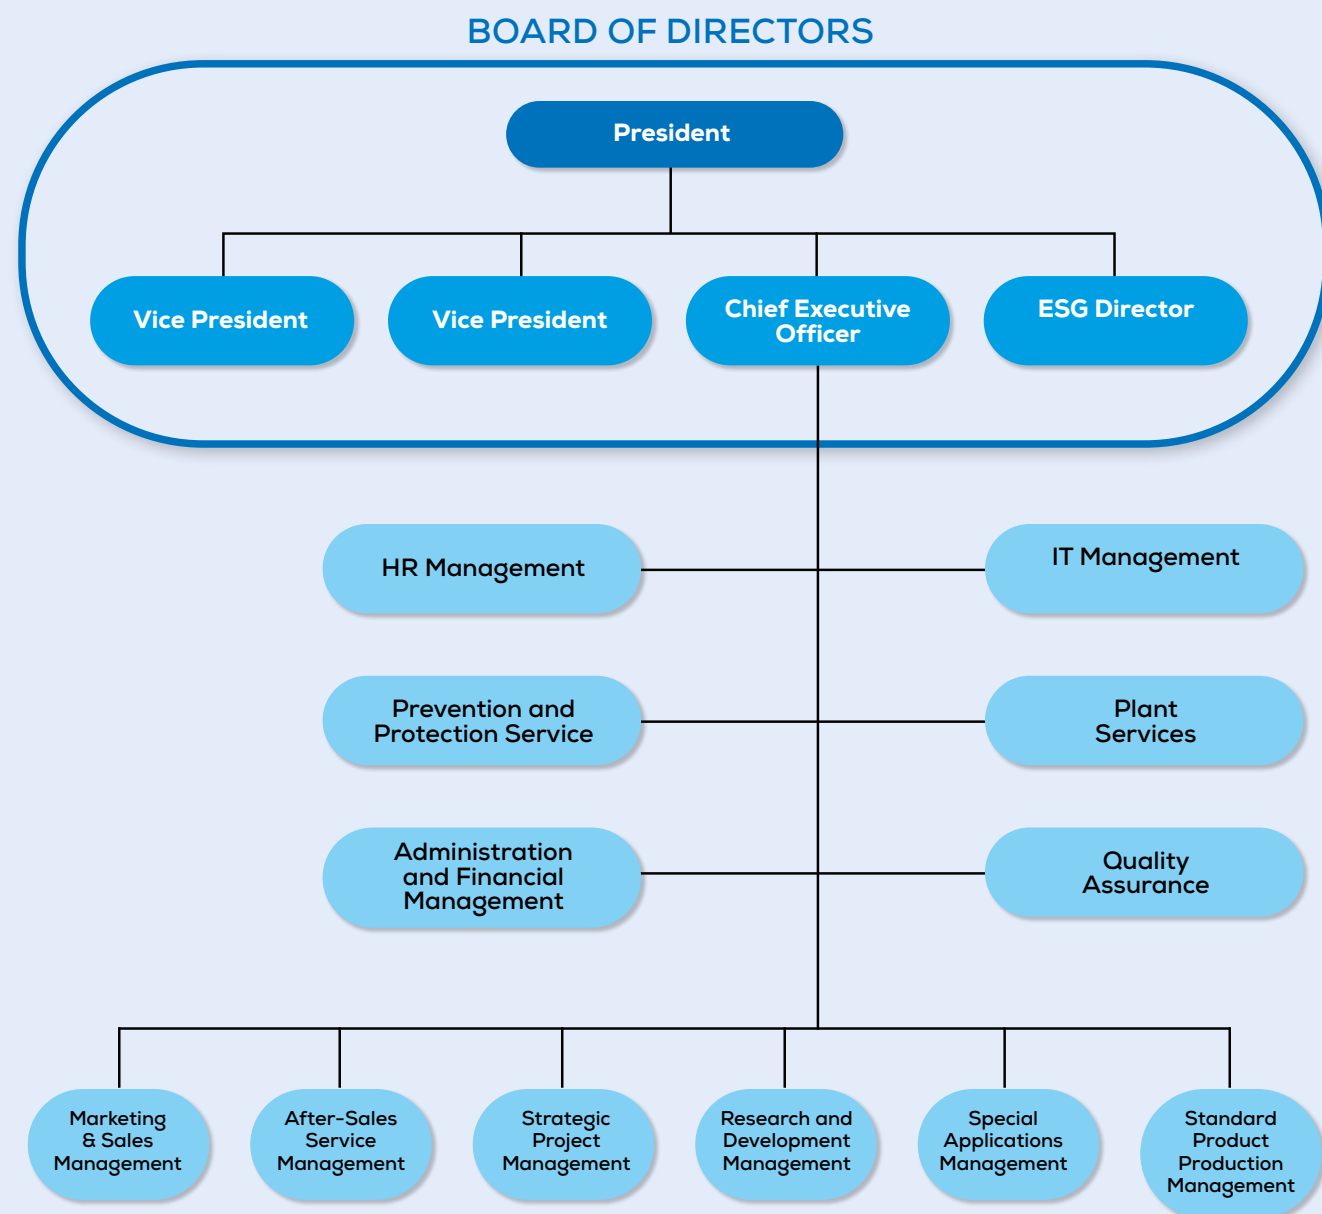 BOARD OF DIRECTORS
President
Vice President
Vice President
Chief Executive
Officer
ESG Director
HR Management
IT Management
Prevention and
Protection Service
Plant
Services
Administration
and Financial
Management
Quality
Assurance
Marketing
& Sales
Management
After-Sales
Service
Management
Strategic
Project
Management
Research and
Development
Management
Special
Applications
Management
Standard
Product
Production
Management